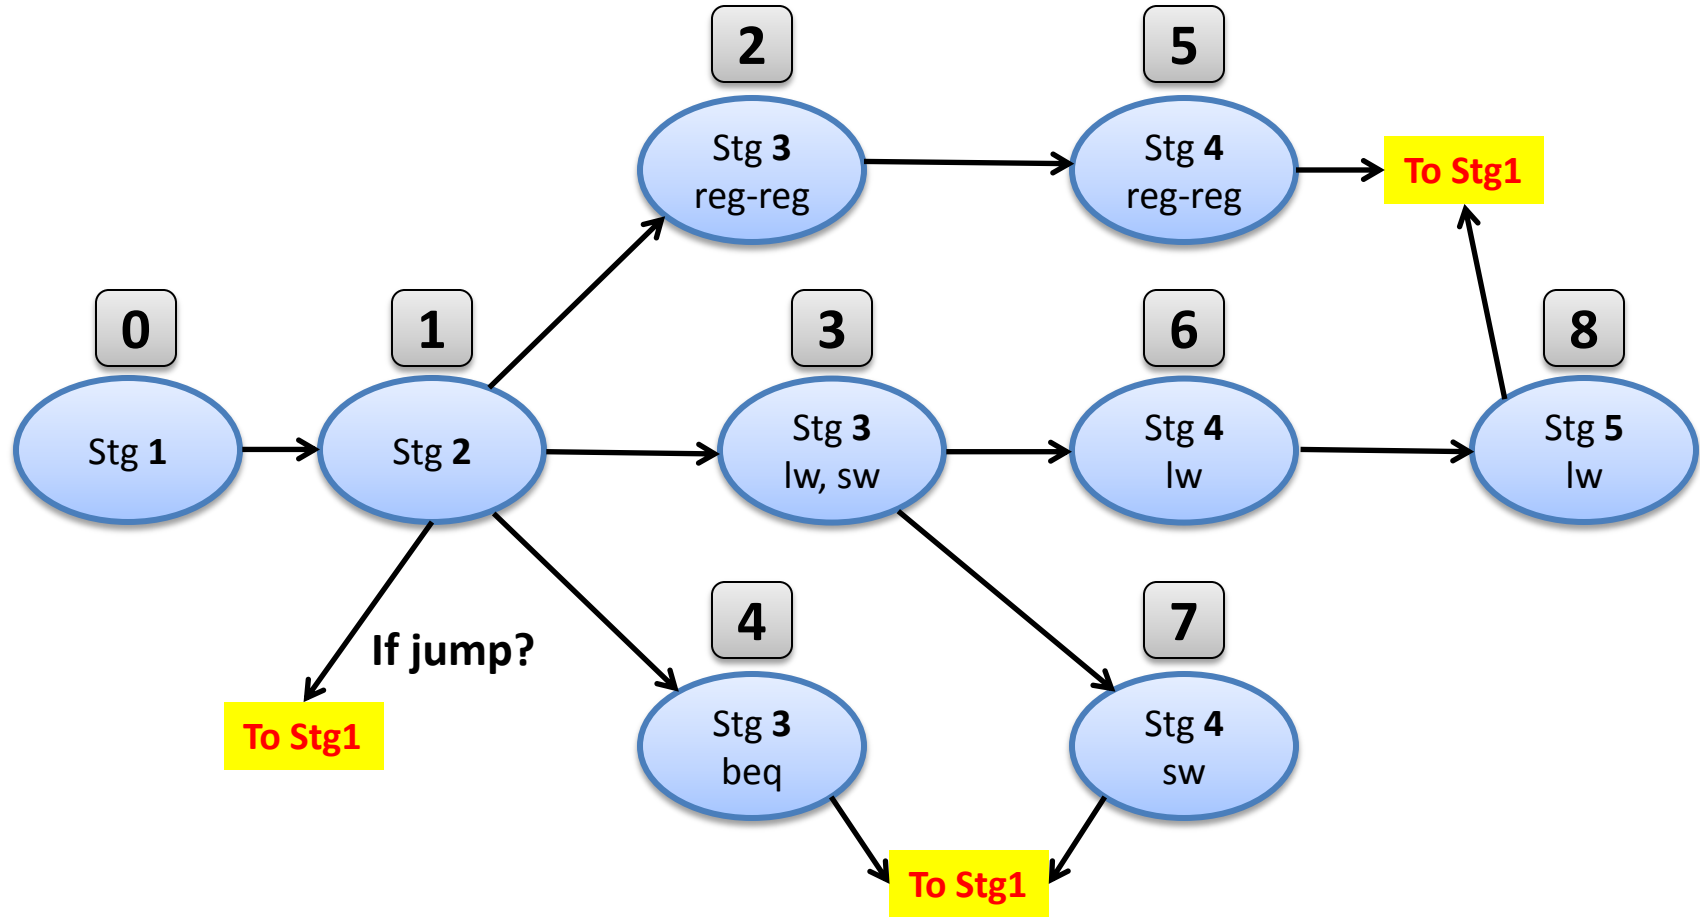 2
5
Stg 3
reg-reg
Stg 4
reg-reg
To Stg1
0
1
3
6
8
Stg 1
Stg 2
Stg 3
lw, sw
Stg 4
lw
Stg 5
lw
If jump?
To Stg1
4
7
Stg 3
beq
Stg 4
sw
To Stg1